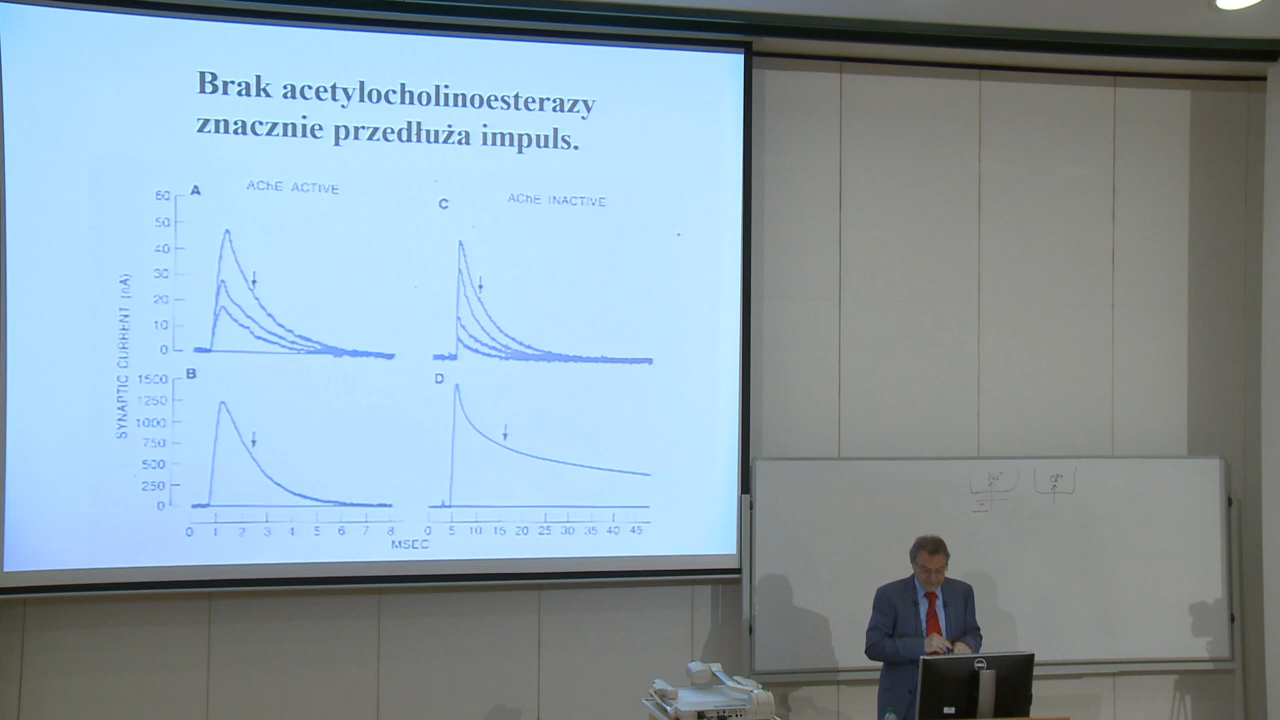 Brak acetylocholinoesterazy
znacznie przedłuża impuls.
A AChE ACTIVE
C AChE INACTIVE
60
50
40
30
20
10
0
SYNAPTIC CURRENT (nA)
B
D
1500
1250
1000
750
500
250
0
0 1 2 3 4 5 6 7 8
0 5 10 15 20 25 30 35 40 45
MSEC
DELL